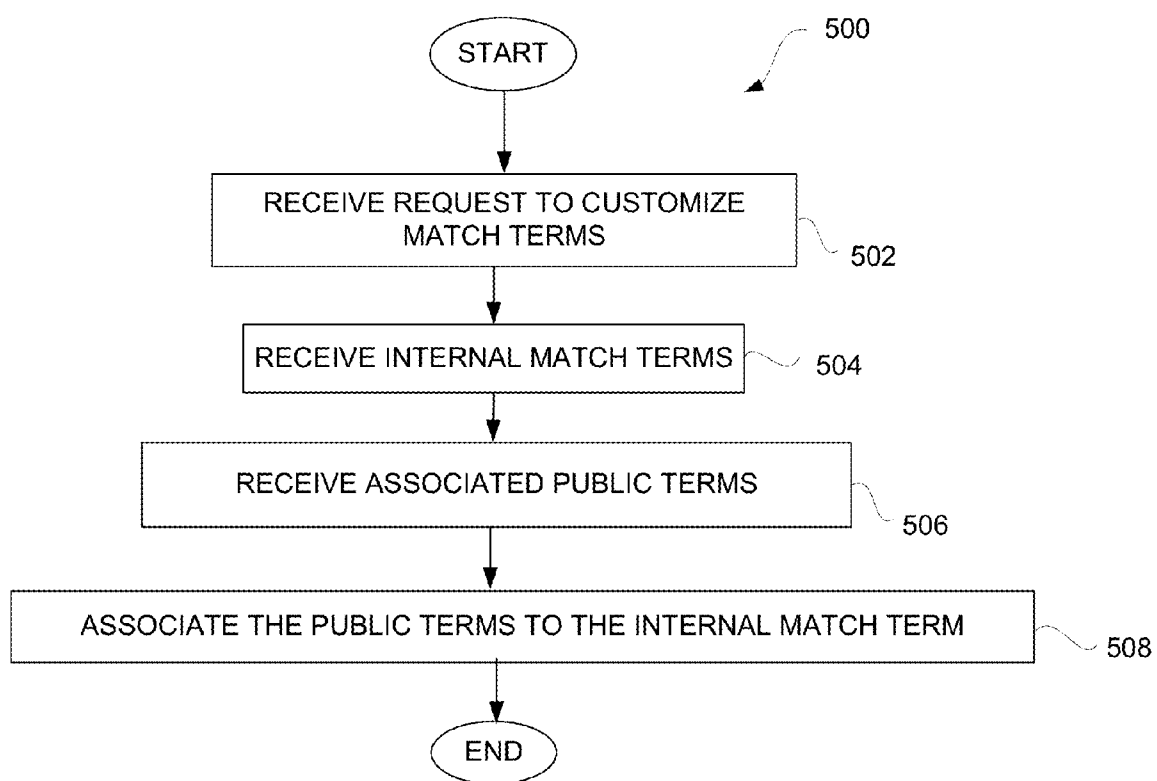 START
500
RECEIVE REQUEST TO CUSTOMIZE
MATCH TERMS
502
RECEIVE INTERNAL MATCH TERMS
504
RECEIVE ASSOCIATED PUBLIC TERMS
506
ASSOCIATE THE PUBLIC TERMS TO THE INTERNAL MATCH TERM
508
END